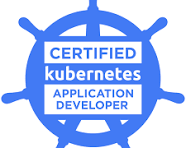 CERTIFIED
kubernetes
APPLICATION
DEVELOPER